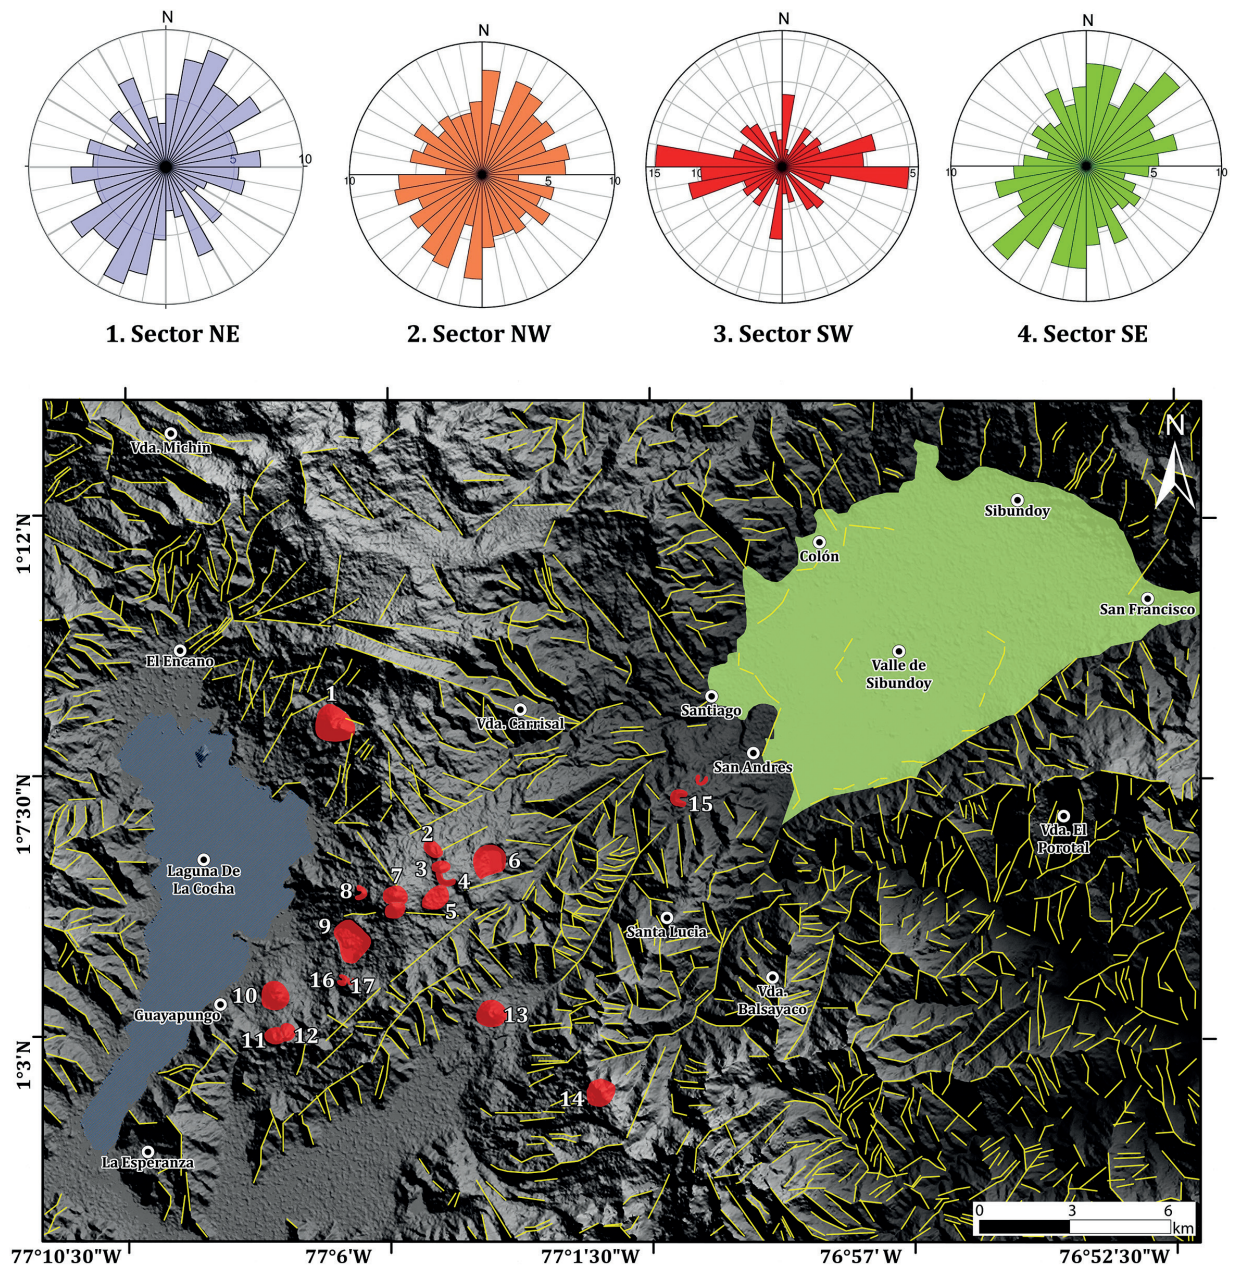 N
N
N
N
5
10
10
5
10
15
10
5
10
5
10
1. Sector NE
2. Sector NW
3. Sector SW
4. Sector SE
N
Vda. Michin
Sibundoy
Colón
1°12'N
San Francisco
El Encano
Valle de
Sibundoy
1
Santiago
Vda. Carrisal
San Andres
1°7'30"N
15
Vda. El
Porotal
2
6
3
Laguna De
La Cocha
7
4
8
5
9
Santa Lucia
16
17
Vda.
Balsayaco
10
Guayapungo
13
11
12
1°3'N
14
La Esperanza
0
3
6
km
77°10'30"W
77°6'W
77°1'30"W
76°57'W
76°52'30"W